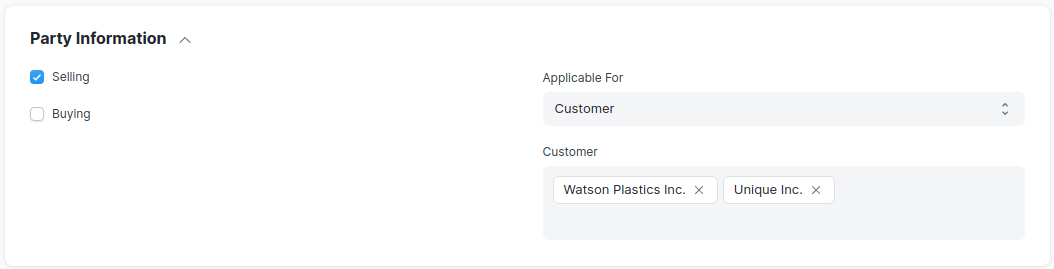 Party Information
Selling
Buying
Applicable For
Customer
Customer
Watson Plastics Inc. Unique Inc.